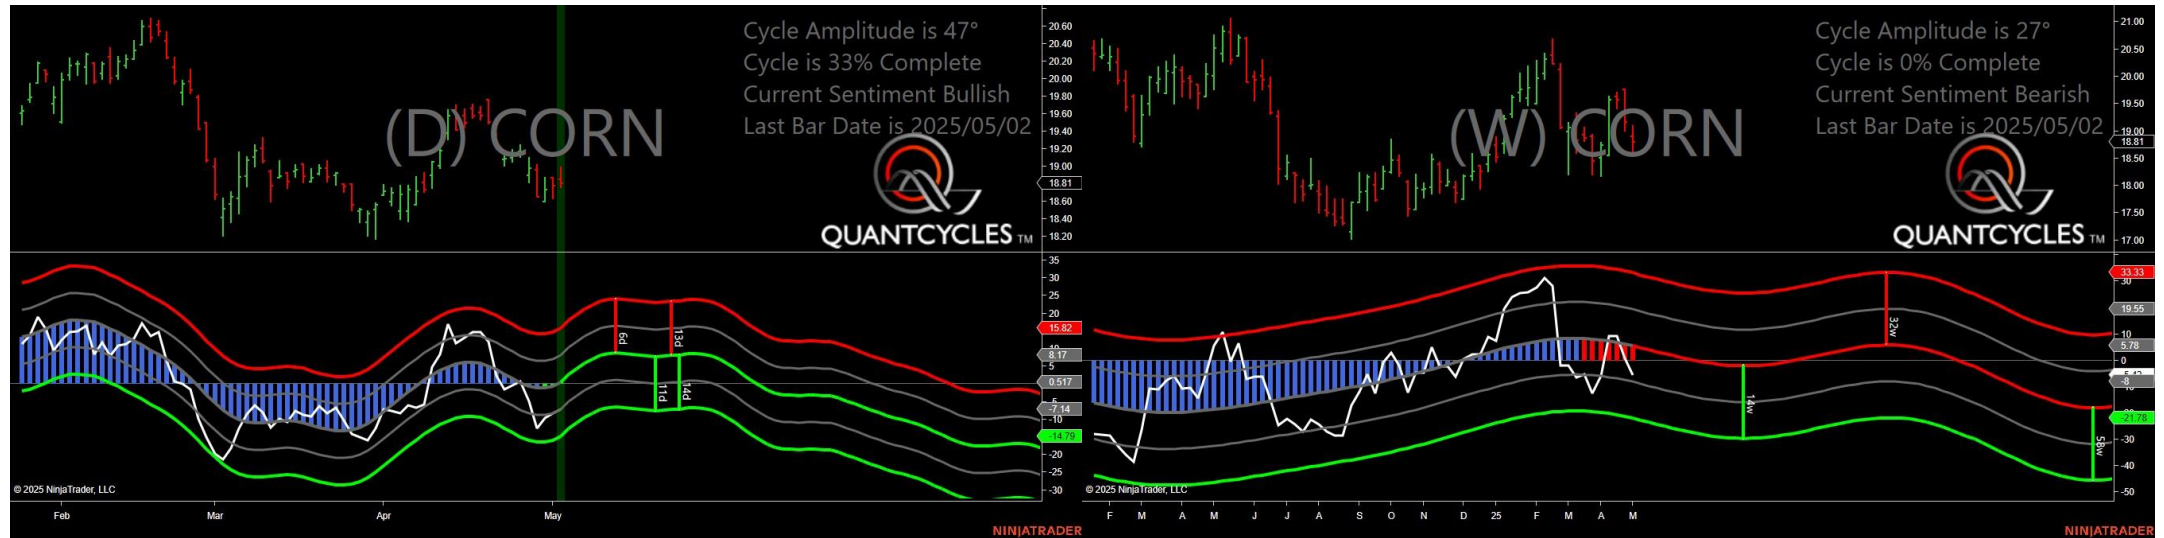 Cycle Amplitude is 47°
Cycle is 33% Complete
Current Sentiment Bullish
Last Bar Date is 2025/05/02
(D) CORN
QUANTCYCLES TM
20.60
20.40
20.20
20.00
19.80
19.60
19.40
19.20
19.00
18.81
18.60
18.40
18.20
35
30
25
20
15.82
8.17
5
0.517
-7.14
-10
-14.79
-20
-25
-30
6d
13d
11d
14d
© 2025 NinjaTrader, LLC
Feb Mar Apr May
NINJATRADER
Cycle Amplitude is 27°
Cycle is 0% Complete
Current Sentiment Bearish
Last Bar Date is 2025/05/02
(W) CORN
QUANTCYCLES TM
21.00
20.50
20.00
19.50
19.00
18.81
18.50
18.00
17.50
17.00
33.33
30
19.55
10
5.78
0
-8
-21.78
-30
-40
-50
32w
14w
58w
© 2025 NinjaTrader, LLC
F M A M J J A S O N D 25 F M A M
NINJATRADER